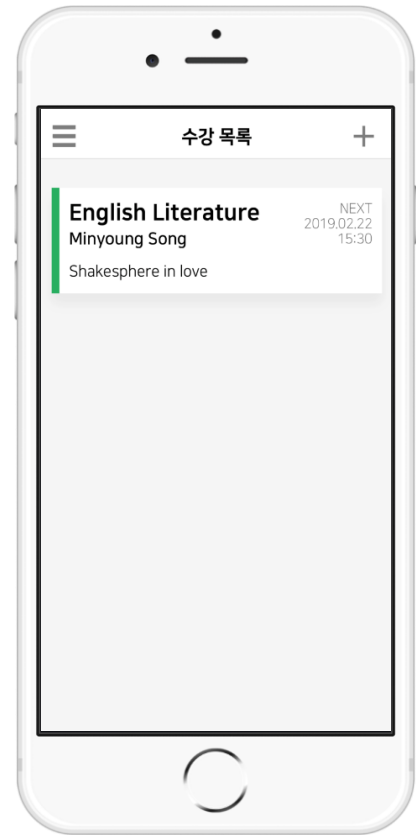 수강 목록
English Literature
NEXT
Minyoung Song
2019.02.22
15:30
Shakesphere in love